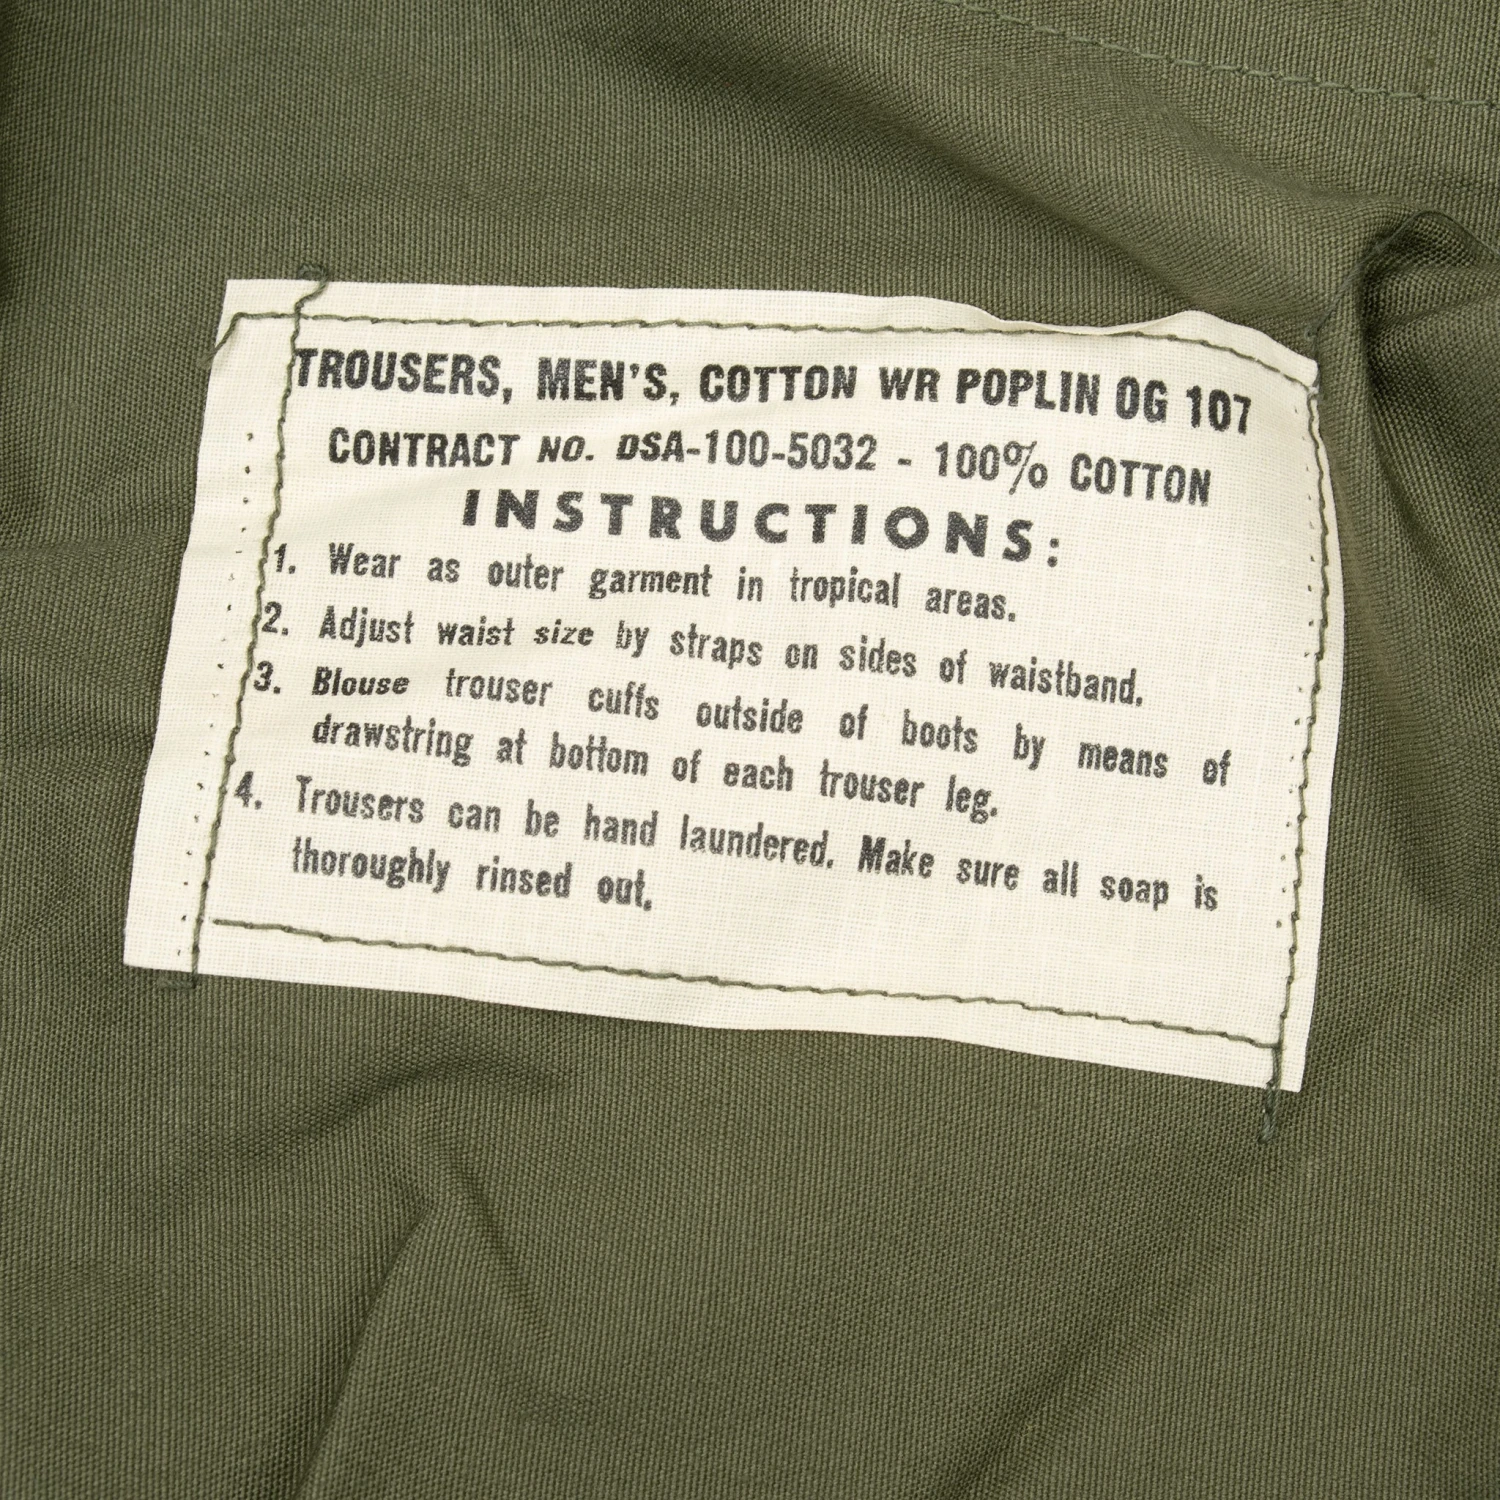 TROUSERS, MEN'S, COTTON WR POPLIN OG 107
CONTRACT NO. DSA-100-5032 - 100% COTTON
INSTRUCTIONS:
1. Wear as outer garment in tropical areas.
2. Adjust waist size by straps on sides of waistband.
3. Blouse trouser cuffs outside of boots by means of
drawstring at bottom of each trouser leg.
4. Trousers can be hand laundered. Make sure all soap is
thoroughly rinsed out.